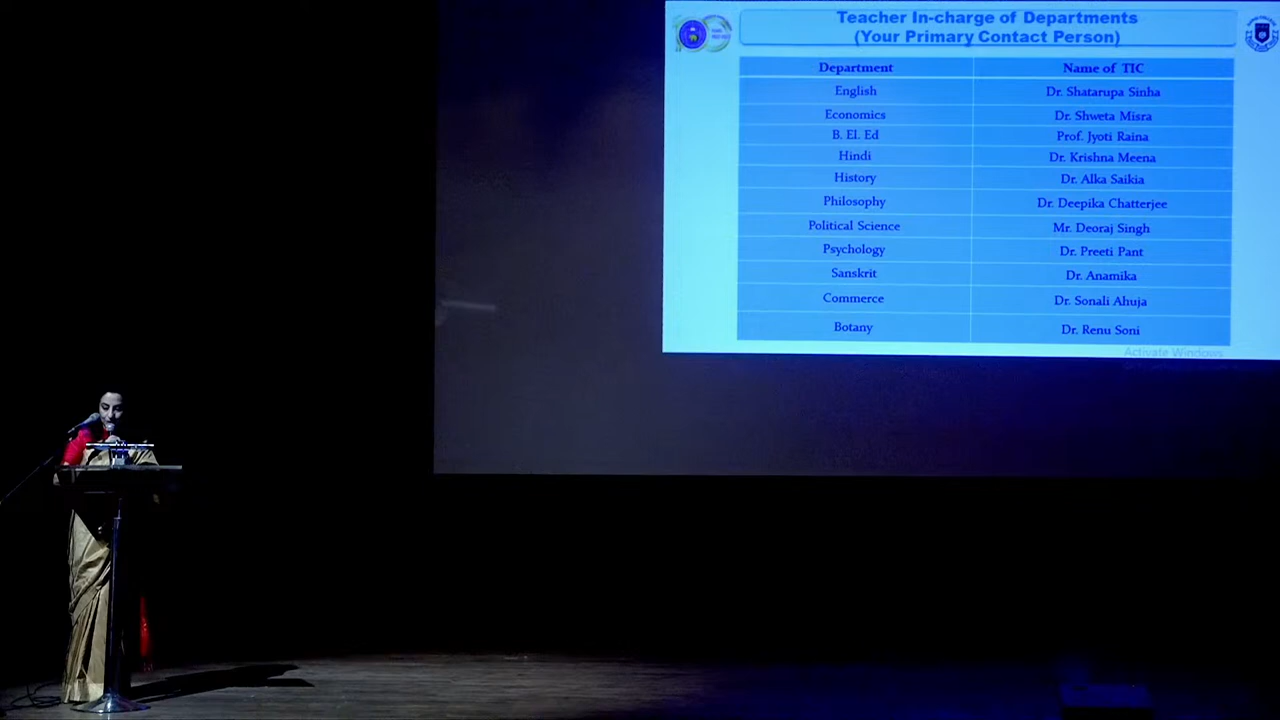 Teacher In-charge of Departments
(Your Primary Contact Person)
Department Name of TIC
English Dr. Shatarupa Sinha
Economics Dr. Shweta Misra
B. El. Ed Prof. Jyoti Raina
Hindi Dr. Krishna Meena
History Dr. Alka Saikia
Philosophy Dr. Deepika Chatterjee
Political Science Mr. Deoraj Singh
Psychology Dr. Preeti Pant
Sanskrit Dr. Anamika
Commerce Dr. Sonali Ahuja
Botany Dr. Renu Soni
Activate Windows